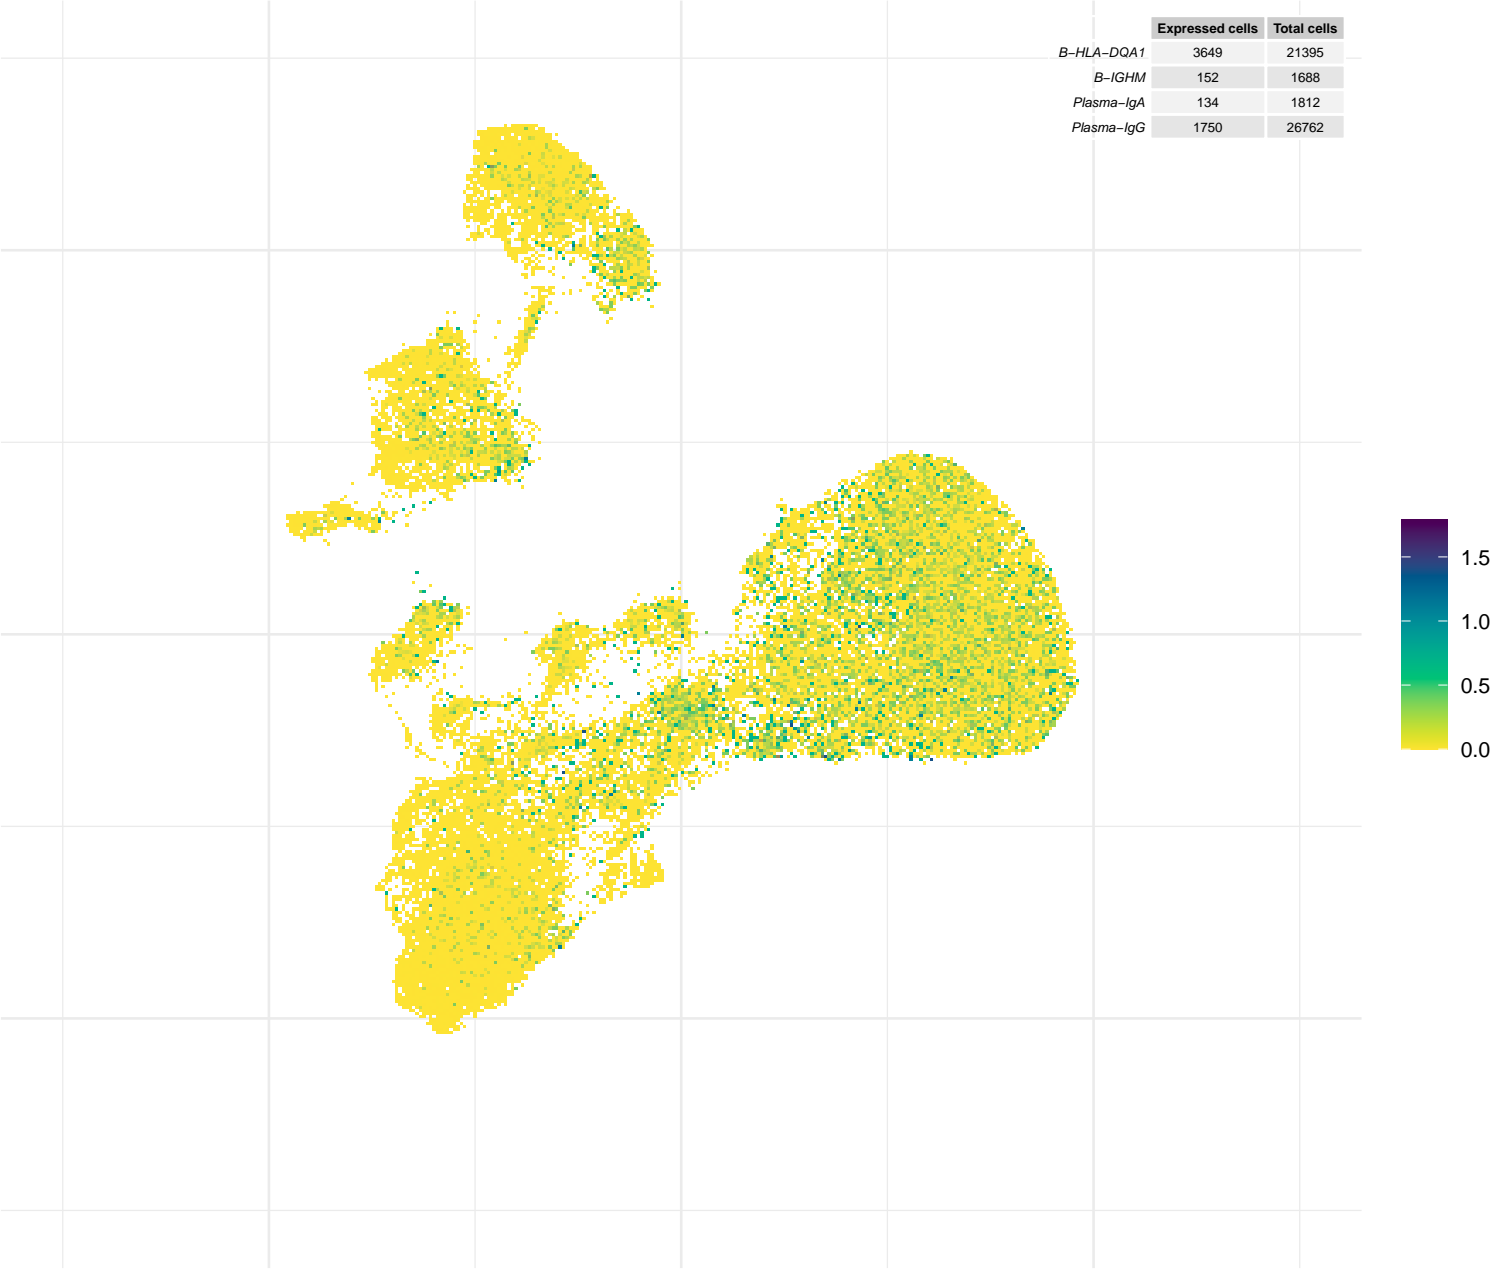 Expressed cells Total cells
B−HLA−DQA1 3649 21395
B−IGHM 152 1688
Plasma−IgA 134 1812
Plasma−IgG 1750 26762
1.5
1.0
0.5
0.0